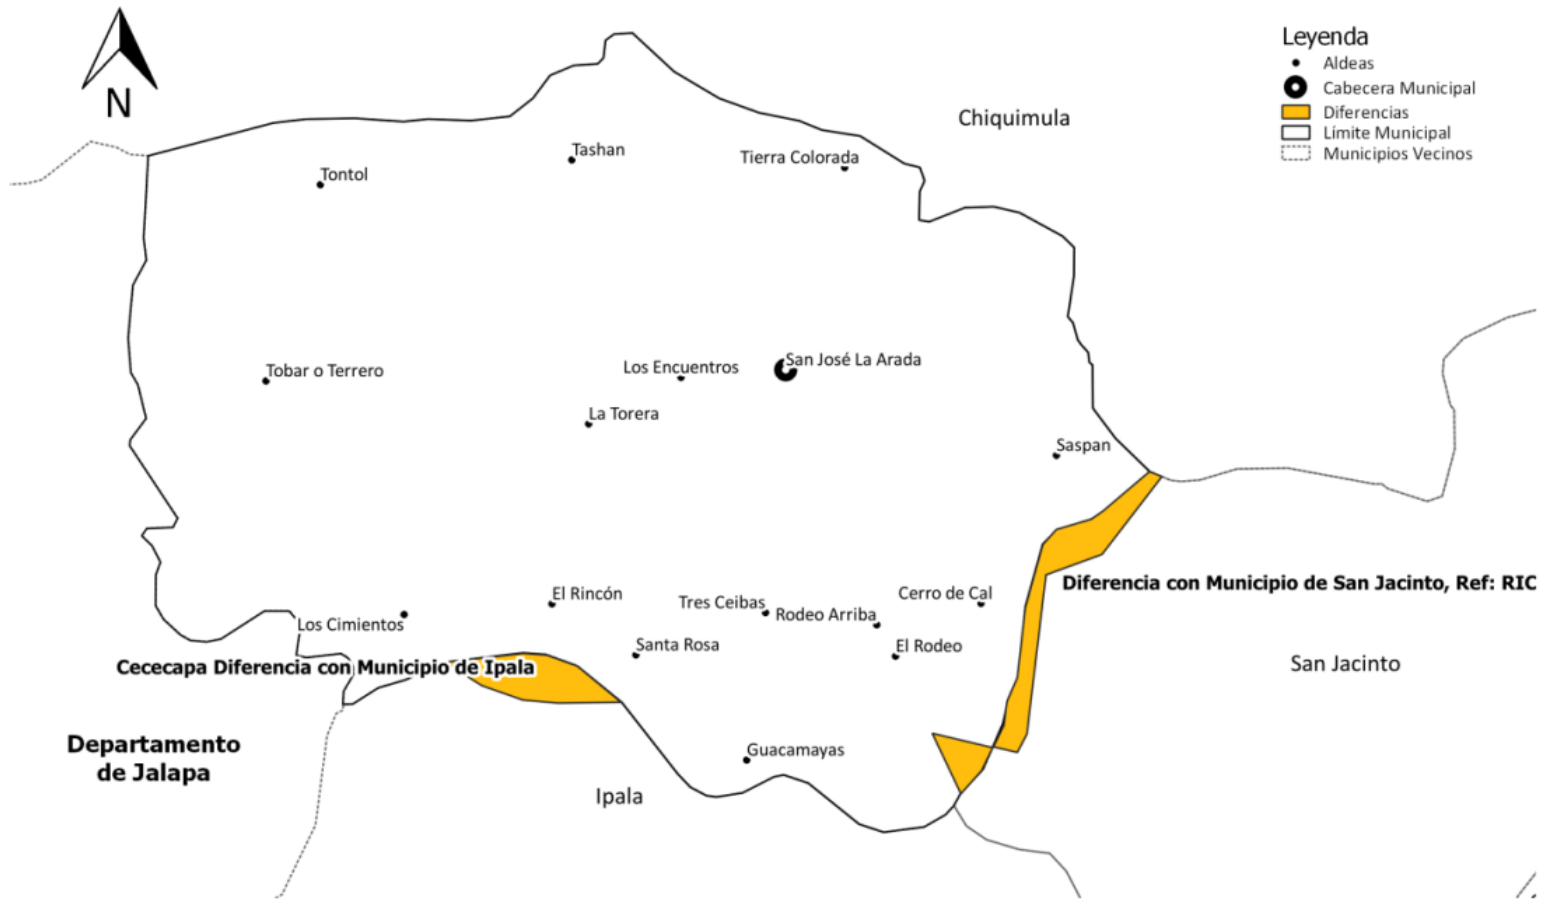 N
Leyenda
Aldeas
Cabecera Municipal
Diferencias
Límite Municipal
Municipios Vecinos
Chiquimula
Tashan
Tierra Colorada
Tontol
San José La Arada
Los Encuentros
Tobar o Terrero
La Torera
Saspan
Diferencia con Municipio de San Jacinto, Ref: RIC
El Rincón
Cerro de Cal
Tres Ceibas
Rodeo Arriba
Los Cimientos
Santa Rosa
El Rodeo
San Jacinto
Cececapa Diferencia con Municipio de Ipala
Departamento
de Jalapa
Guacamayas
Ipala